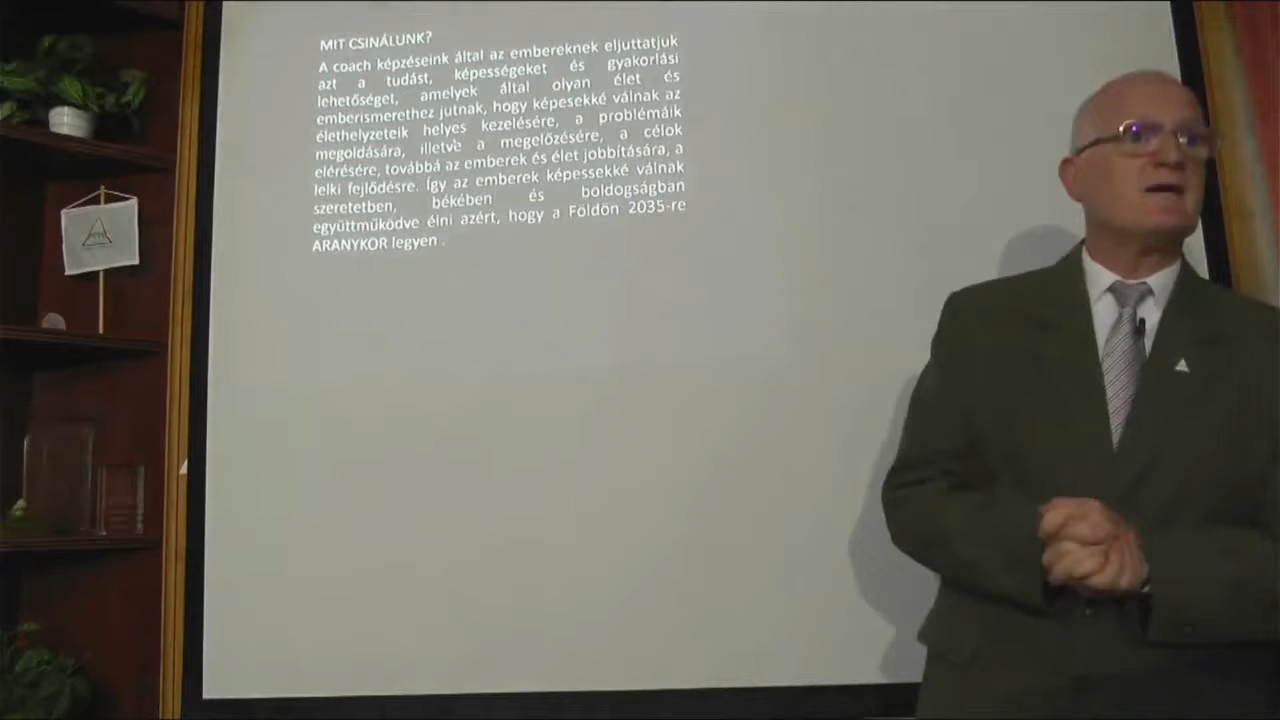 MIT CSINÁLUNK?
A coach képzéseink által az embereknek eljuttatjuk
azt a tudást, képességeket és gyakorlási
lehetőséget, amelyek által olyan élet és
emberismerethez jutnak, hogy képesekké válnak az
élethelyzeteik helyes kezelésére, a problémáik
megoldására, illetve a megelőzésére, a célok
elérésére, továbbá az emberek és élet jobbítására, a
lelki fejlődésre. Így az emberek képessekké válnak
szeretetben, békében és boldogságban
együttműködve élni azért, hogy a Földön 2035-re
ARANYKOR legyen .